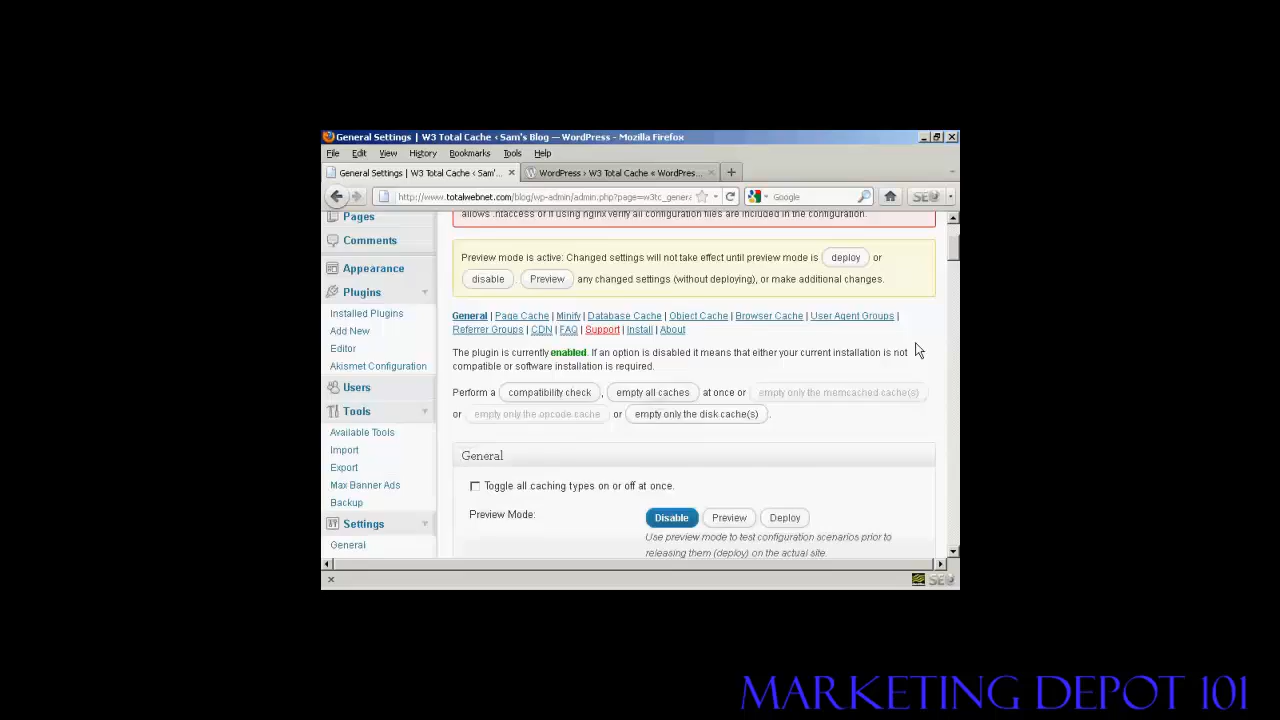 General Settings | W3 Total Cache ‹ Sam's Blog — WordPress - Mozilla Firefox
File Edit View History Bookmarks Tools Help
General Settings | W3 Total Cache ‹ Sam'... × WordPress › W3 Total Cache « WordPres... × +
http://www.totalwebnet.com/blog/wp-admin/admin.php?page=w3tc_genera Google SEO
allows .htaccess or if using nginx verify all configuration files are included in the configuration.
Pages
Comments
Appearance
Plugins
Installed Plugins
Add New
Editor
Akismet Configuration
Users
Tools
Available Tools
Import
Export
Max Banner Ads
Backup
Settings
General
Preview mode is active: Changed settings will not take effect until preview mode is deploy or
disable Preview any changed settings (without deploying), or make additional changes.
General | Page Cache | Minify | Database Cache | Object Cache | Browser Cache | User Agent Groups |
Referrer Groups | CDN | FAQ | Support | Install | About
The plugin is currently enabled. If an option is disabled it means that either your current installation is not
compatible or software installation is required.
Perform a compatibility check , empty all caches at once or empty only the memcached cache(s)
or empty only the opcode cache or empty only the disk cache(s) .
General
Toggle all caching types on or off at once.
Preview Mode: Disable Preview Deploy
Use preview mode to test configuration scenarios prior to
releasing them (deploy) on the actual site.
× SEO
MARKETING DEPOT 101